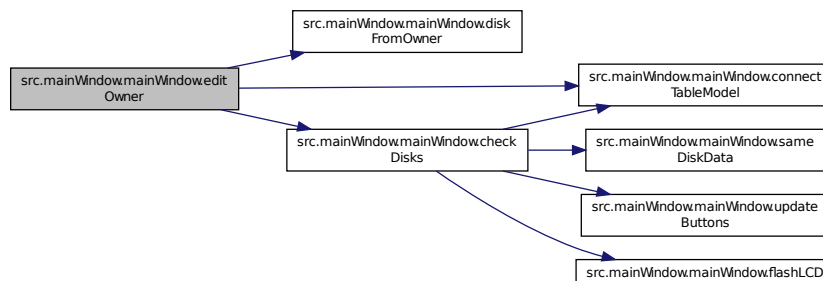 src.mainWindow.mainWindow.disk
FromOwner
src.mainWindow.mainWindow.edit
Owner
src.mainWindow.mainWindow.connect
TableModel
src.mainWindow.mainWindow.check
Disks
src.mainWindow.mainWindow.same
DiskData
src.mainWindow.mainWindow.update
Buttons
src.mainWindow.mainWindow.flashLCD